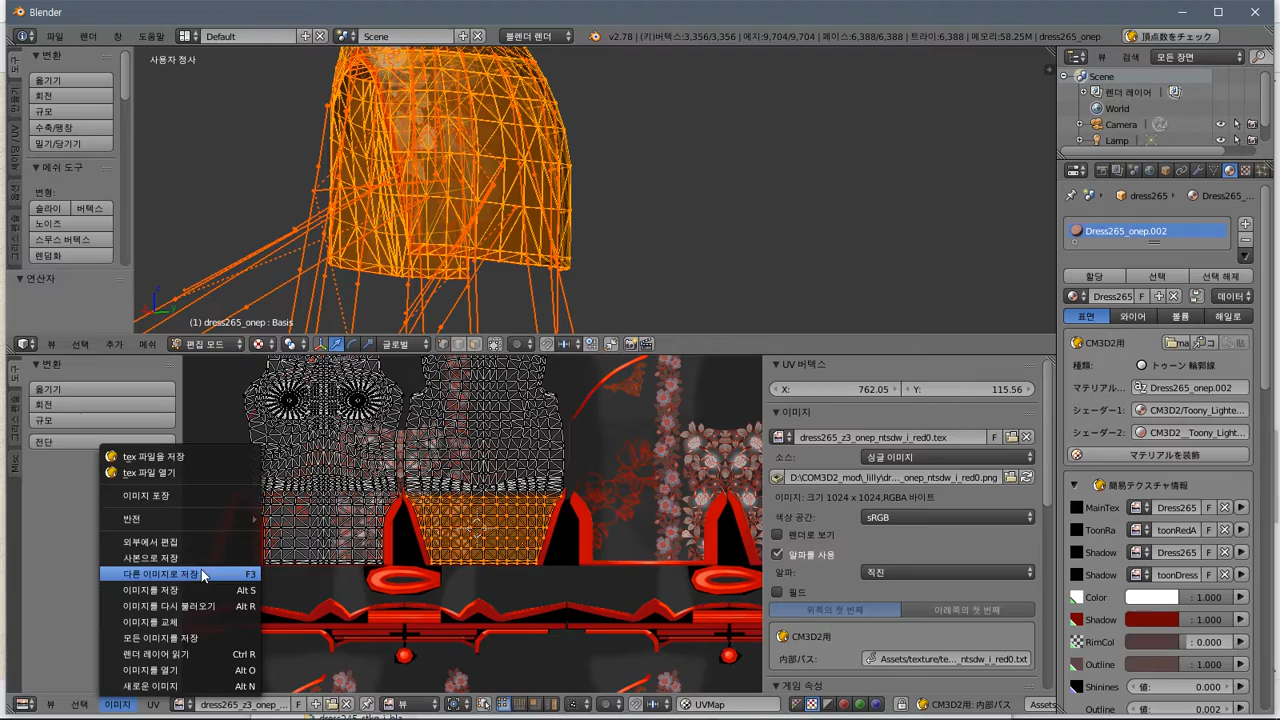 Blender
파일 렌더 창 도움말 Default Scene 블렌더 렌더 v2.78 | (키)버텍스:3,356/3,356 | 에지:9,704/9,704 | 페이스:6,388/6,388 | 트라이:6,388 | 메모리:58.25M | dress265_onep 頂点数をチェック
변환
옮기기
회전
규모
수축/팽창
밀기/당기기
메쉬 도구
변형:
슬라이 버텍스
노이즈
스무스 버텍스
렌덤화
연산자
사용자 정사
(1) dress265_onep : Basis
뷰 선택 추가 메쉬 편집 모드 글로벌
뷰 검색 모든 장면
Scene
렌더 레이어
World
Camera
Lamp
dress265 Dress265_...
Dress265_onep.002
할당 선택 선택 해제
Dress265 F 데이터
표면 와이어 볼륨 해일로
CM3D2用
種類: トゥーン 輪郭線
マテリアル... Dress265_onep.002
シェーダー1: CM3D2/Toony_Lighte...
シェーダー2: CM3D2__Toony_Lighte...
マテリアルを装飾
簡易テクスチャ情報
MainTex Dress265 F
ToonRa toonRedA F
Shadow Dress265 F
Shadow toonDress F
Color : 1.000
Shadow : 1.000
RimCol : 0.000
Outline : 1.000
Shinines 値: 0.000
Outline 値: 0.002
변환
옮기기
회전
규모
전단
tex 파일을 저장
tex 파일 열기
이미지 포장
반전
외부에서 편집
사본으로 저장
다른 이미지로 저장 F3
이미지를 저장 Alt S
이미지를 다시 불러오기 Alt R
이미지를 교체
모든 이미지를 저장
렌더 레이어 읽기 Ctrl R
이미지를 열기 Alt O
새로운 이미지 Alt N
UV 버텍스
X: 762.05 Y: 115.56
이미지
dress265_z3_onep_ntsdw_i_red0.tex F
소스: 싱글 이미지
D:\COM3D2_mod\_lilly\d..._onep_ntsdw_i_red0.png
이미지: 크기 1024 x 1024,RGBA 바이트
색상 공간: sRGB
렌더로 보기
알파를 사용
알파: 직진
필드
위쪽의 첫 번째 아래쪽의 첫 번째
CM3D2用
内部パス: Assets/texture/te..._ntsdw_i_red0.txt
게임 속성
뷰 선택 이미지 UV dress265_z3_onep_ntsdw_... F 뷰 UVMap CM3D2用: 内部パス Assets